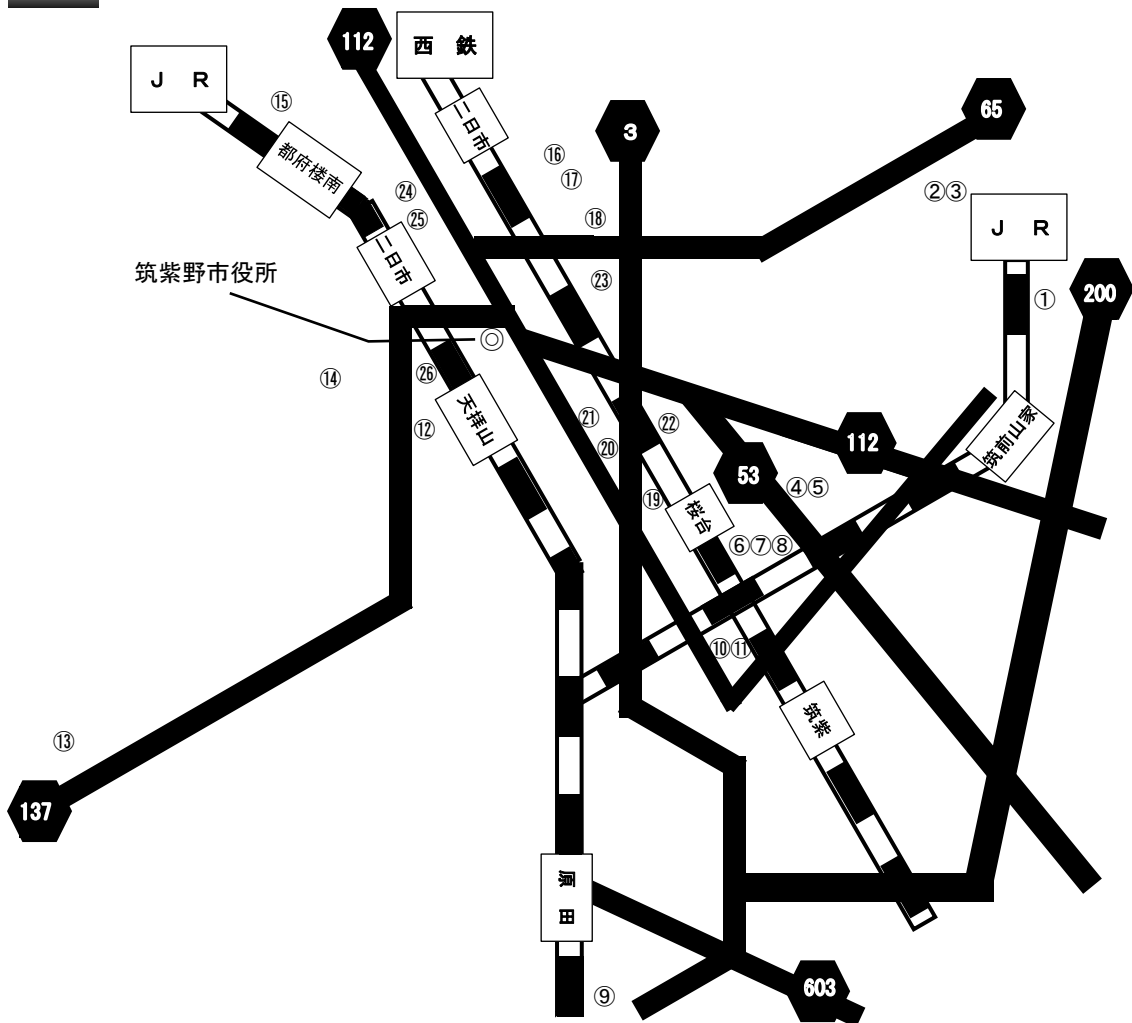 112
西 鉄
J R
⑮
二日市
3
65
都府楼南
⑯
⑰
㉔
㉕
⑱
②③
J R
二日市
筑紫野市役所
㉓
200
①
◎
⑭
㉖
天拝山
⑫
㉑
⑳
㉒
112
筑前山家
53
④⑤
⑲
桜台
⑥⑦⑧
⑩⑪
筑紫
⑬
137
原田
⑨
603